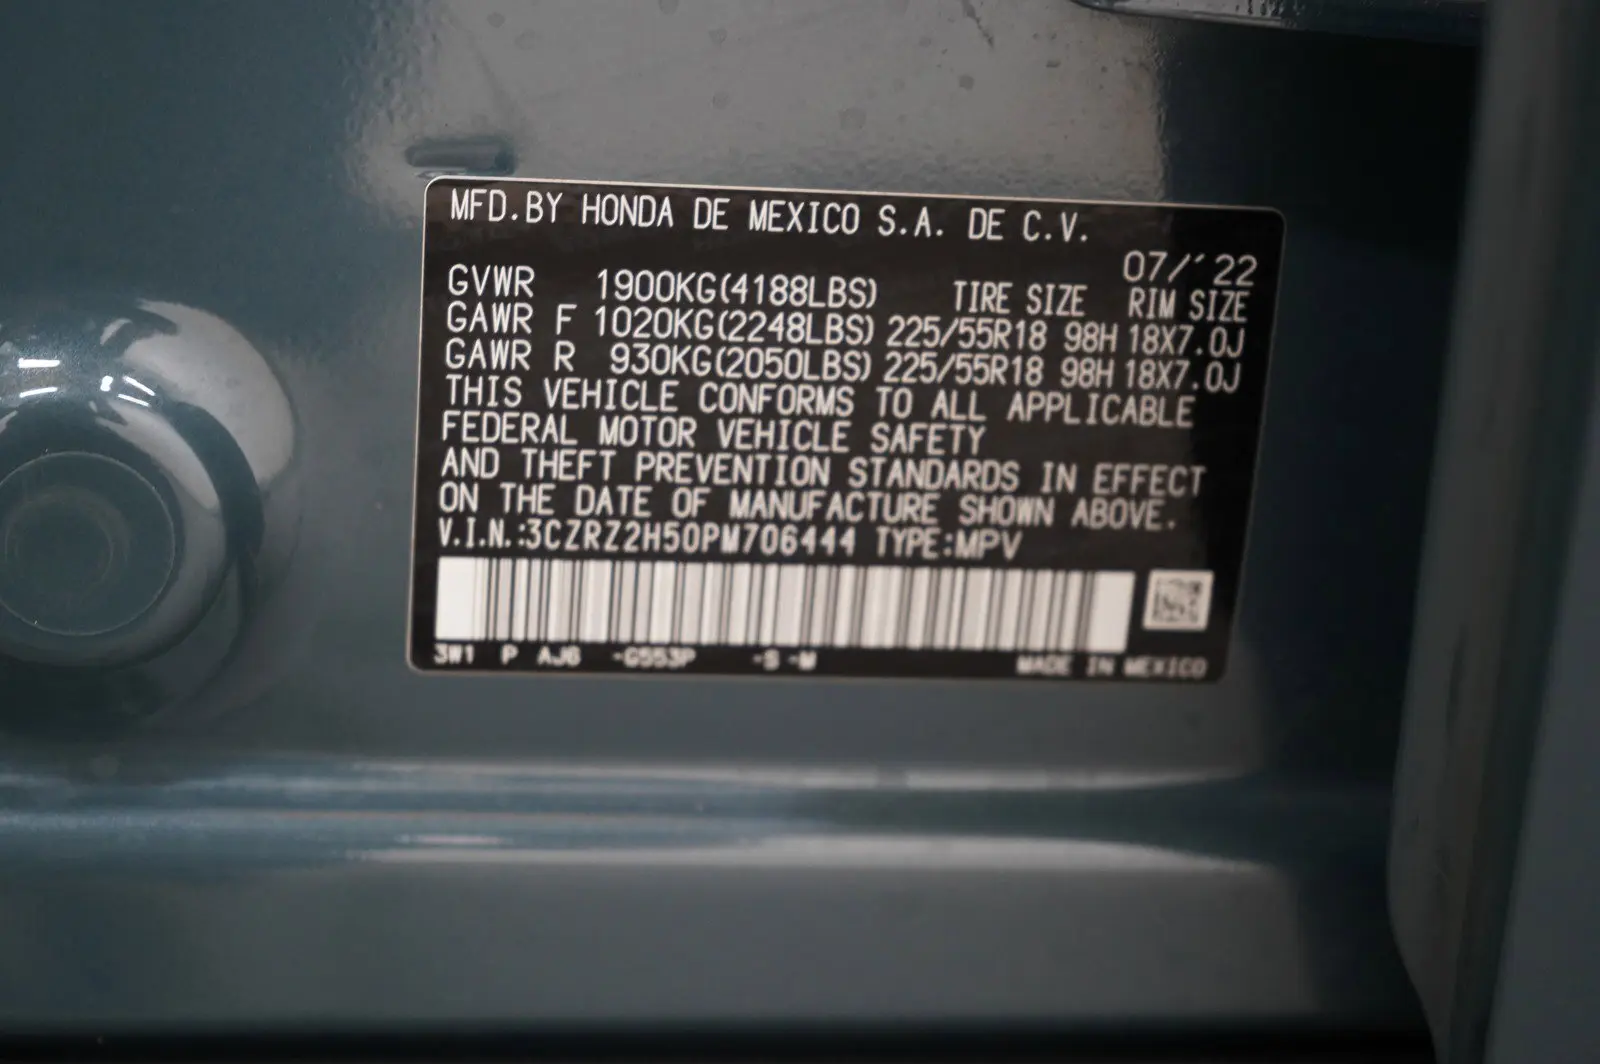 MFD.BY HONDA DE MEXICO S.A. DE C.V.
07/'22
GVWR 1900KG(4188LBS) TIRE SIZE RIM SIZE
GAWR F 1020KG(2248LBS) 225/55R18 98H 18X7.0J
GAWR R 930KG(2050LBS) 225/55R18 98H 18X7.0J
THIS VEHICLE CONFORMS TO ALL APPLICABLE
FEDERAL MOTOR VEHICLE SAFETY
AND THEFT PREVENTION STANDARDS IN EFFECT
ON THE DATE OF MANUFACTURE SHOWN ABOVE.
V.I.N.:3CZRZ2H50PM706444 TYPE:MPV
3W1 P AJ6 -G553P -S -M MADE IN MEXICO